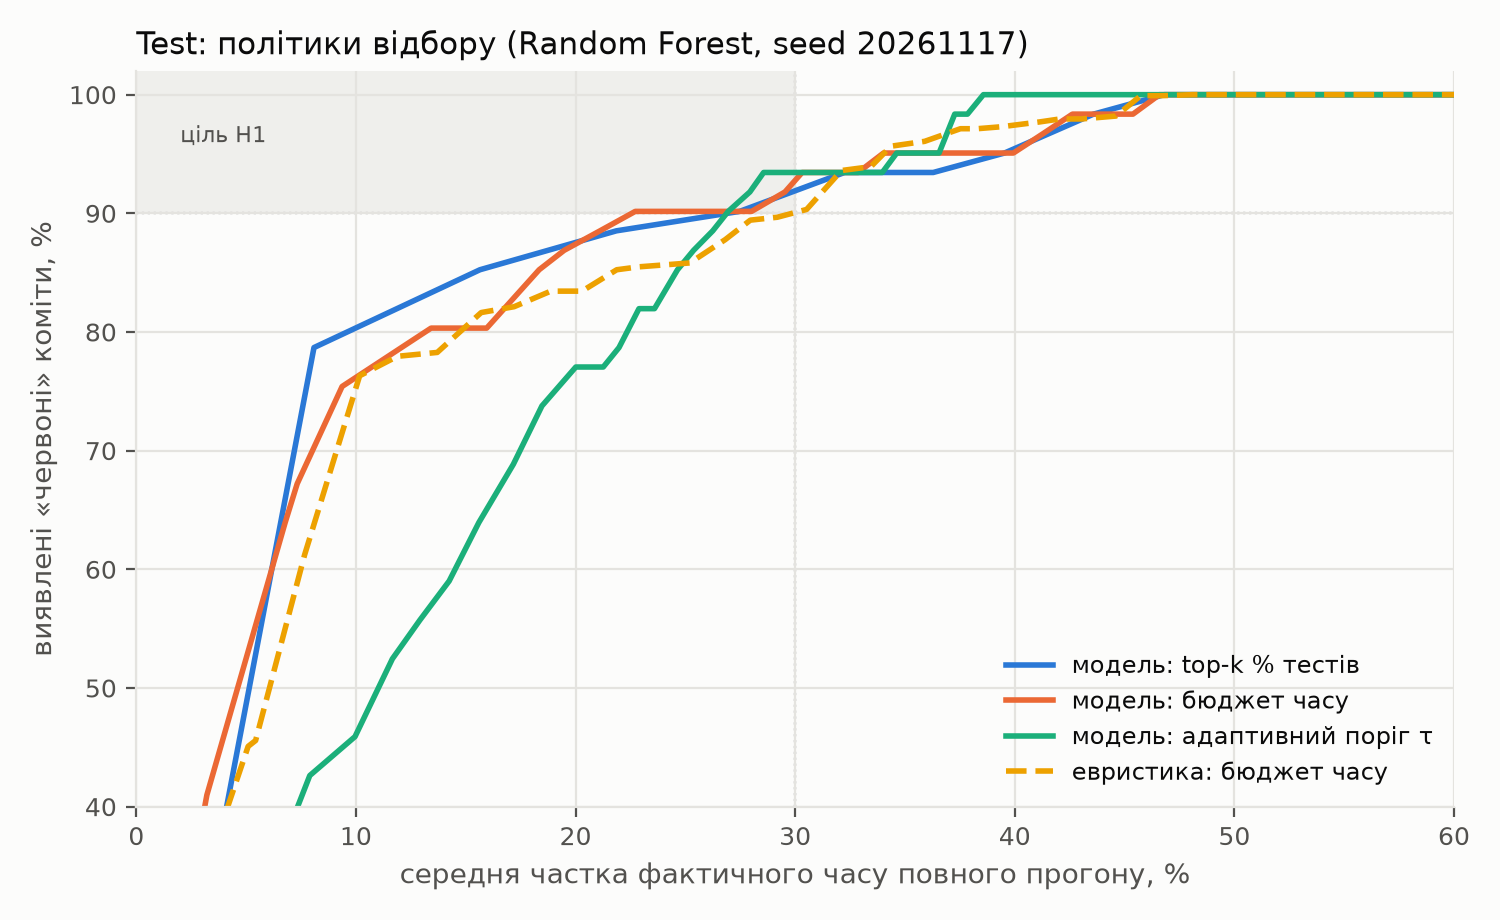 Test: політики відбору (Random Forest, seed 20261117)
100
90
80
70
60
50
40
виявлені «червоні» коміти, %
ціль H1
модель: top-k % тестів
модель: бюджет часу
модель: адаптивний поріг τ
евристика: бюджет часу
0 10 20 30 40 50 60
середня частка фактичного часу повного прогону, %